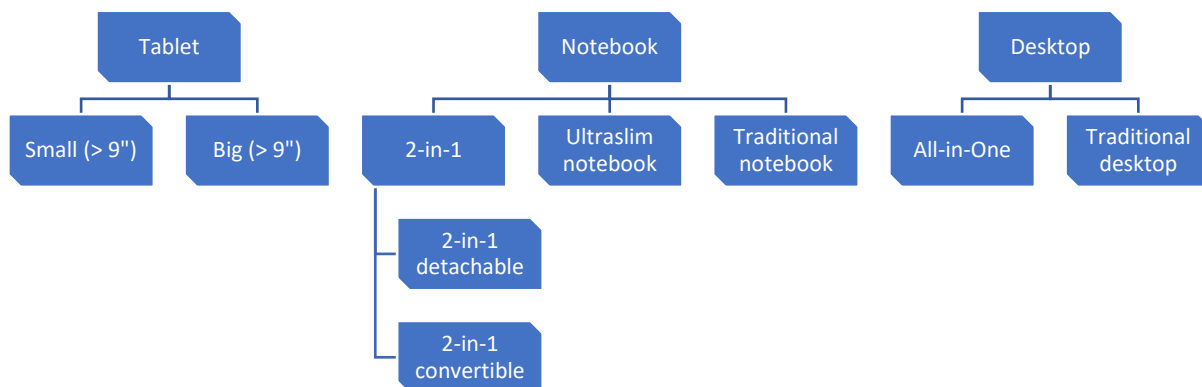 Tablet
Notebook
Desktop
Small (> 9")
Big (> 9")
2-in-1
Ultraslim
notebook
Traditional
notebook
All-in-One
Traditional
desktop
2-in-1
detachable
2-in-1
convertible